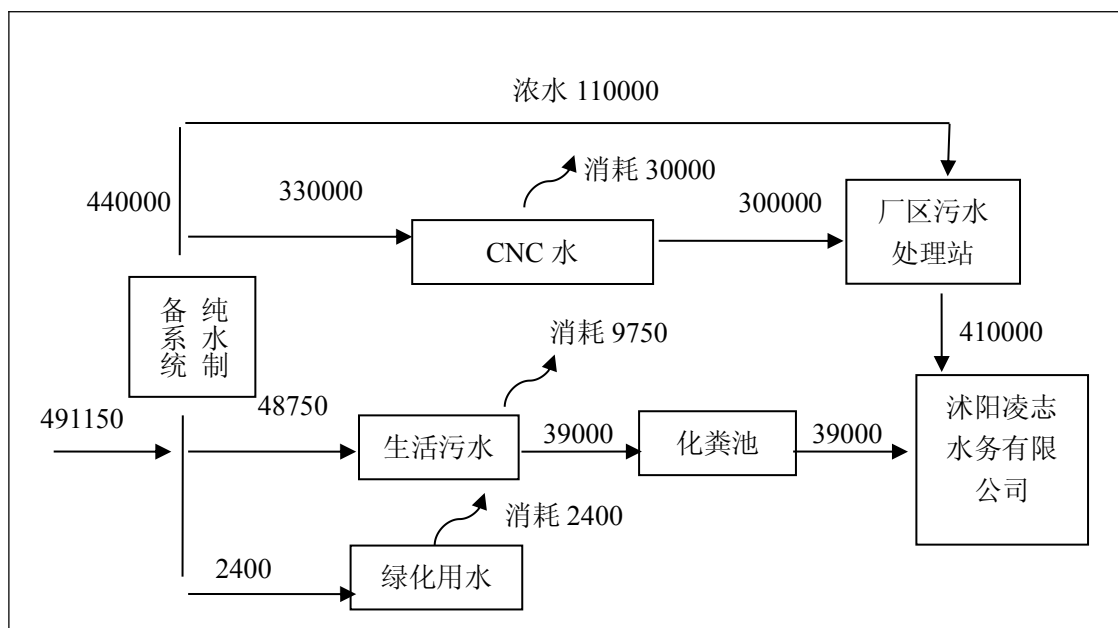 浓水 110000
消耗 30000
440000
330000
300000
厂区污水
处理站
CNC 水
纯水制
备系统
消耗 9750
410000
491150
48750
生活污水
39000
化粪池
39000
沭阳凌志
水务有限
公司
消耗 2400
2400
绿化用水